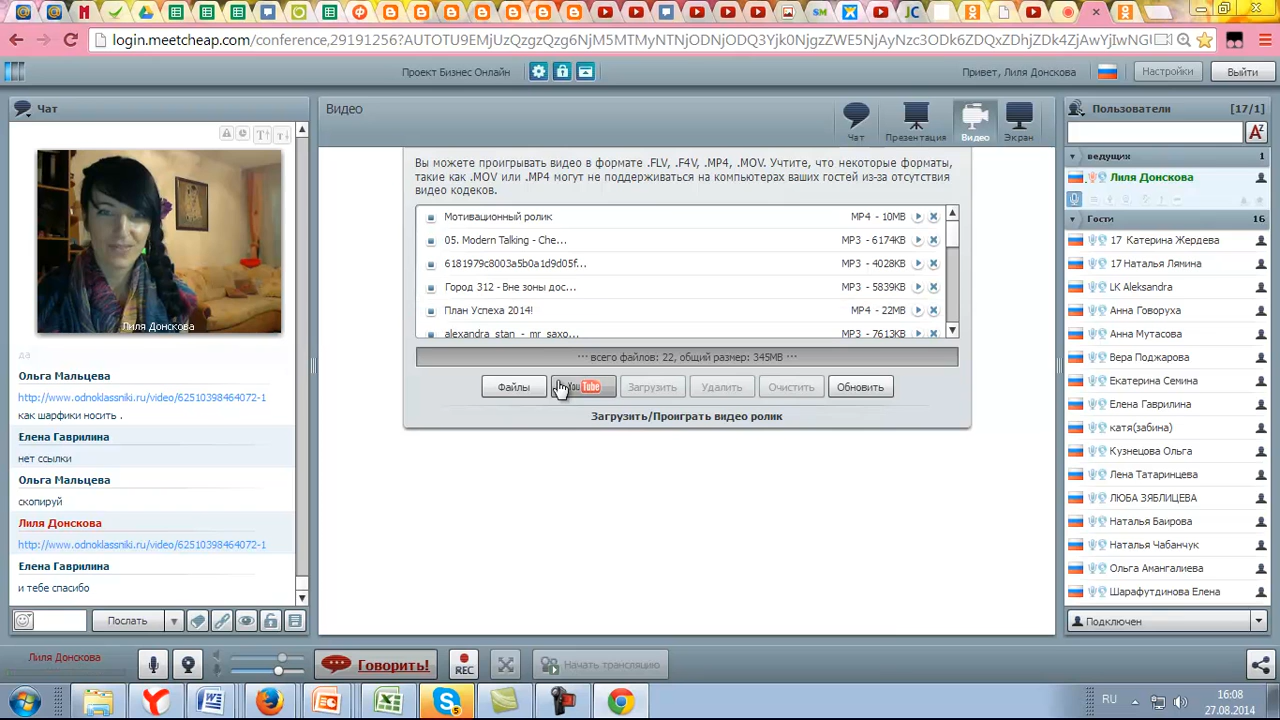 login.meetcheap.com/conference,29191256?AUTOTU9EMjUzQzgzQzg6NjM5MTMyNTNjODNjOjQ3Yjk0NjgzZWE5NjAyNzc3ODk6ZDQxZDhjZDk4ZjAwYjIwNGI
Проект Бизнес Онлайн
Привет, Лиля Донскова
Настройки
Выйти
Чат
Лиля Донскова
да
Ольга Мальцева
http://www.odnoklassniki.ru/video/62510398464072-1
как шарфики носить .
Елена Гаврилина
нет ссылки
Ольга Мальцева
скопируй
Лиля Донскова
http://www.odnoklassniki.ru/video/62510398464072-1
Елена Гаврилина
и тебе спасибо
Послать
Видео
Чат
Презентация
Видео
Экран
Вы можете проигрывать видео в формате .FLV, .F4V, .MP4, .MOV. Учтите, что некоторые форматы,
такие как .MOV или .MP4 могут не поддерживаться на компьютерах ваших гостей из-за отсутствия
видео кодеков.
Мотивационный ролик MP4 - 10MB
05. Modern Talking - Che... MP3 - 6174KB
6181979c8003a5b0a1d9d05f... MP3 - 4028KB
Город 312 - Вне зоны дос... MP3 - 5839KB
План Успеха 2014! MP4 - 22MB
alexandra_stan_-_mr_saxo... MP3 - 7613KB
··· всего файлов: 22, общий размер: 345MB ···
Файлы
You Tube
Загрузить
Удалить
Очистить
Обновить
Загрузить/Проиграть видео ролик
Пользователи [17/1]
ведущих 1
Лиля Донскова
Гости 16
17 Катерина Жердева
17 Наталья Лянина
LK Aleksandra
Анна Говоруха
Анна Мутасова
Вера Поджарова
Екатерина Семина
Елена Гаврилина
катя(забина)
Кузнецова Ольга
Лена Татаринцева
ЛЮБА ЗЯБЛИЦЕВА
Наталья Баирова
Наталья Чабанчук
Ольга Амангалиева
Шарафутдинова Елена
Подключен
Лиля Донскова
Говорить!
REC
Начать трансляцию
RU
16:08
27.08.2014